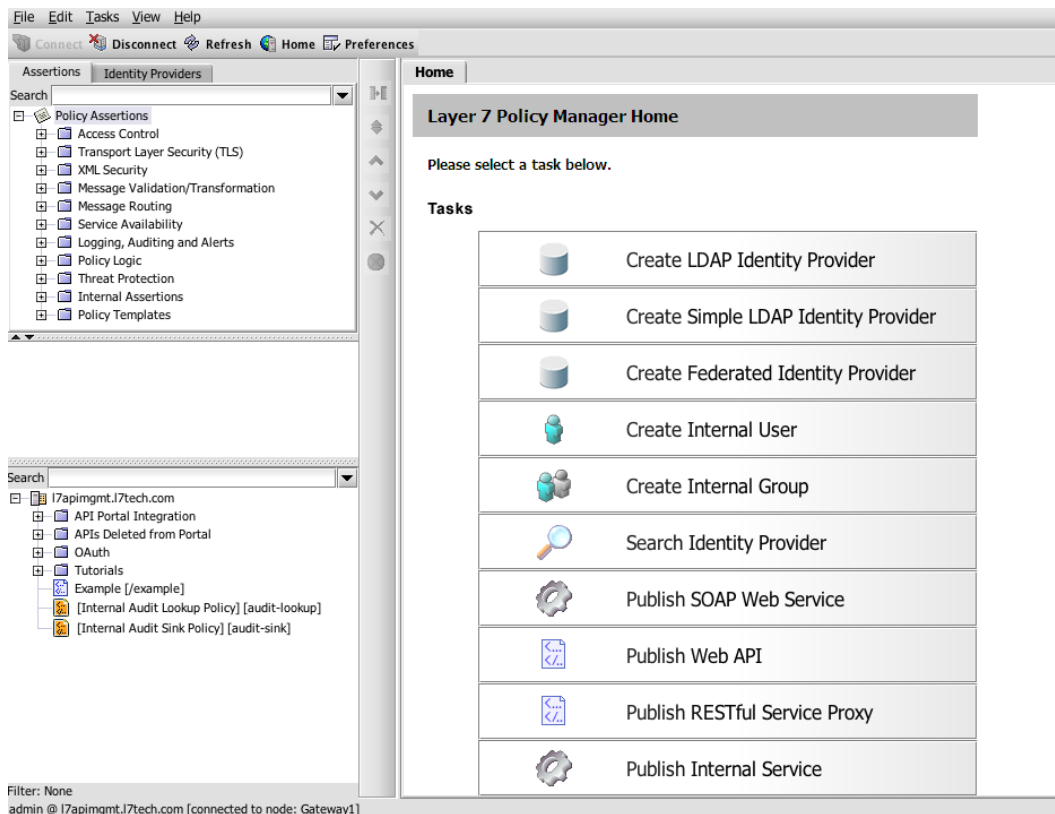 File Edit Tasks View Help
Connect Disconnect Refresh Home Preferences
Assertions Identity Providers
Search
Policy Assertions
Access Control
Transport Layer Security (TLS)
XML Security
Message Validation/Transformation
Message Routing
Service Availability
Logging, Auditing and Alerts
Policy Logic
Threat Protection
Internal Assertions
Policy Templates
Search
l7apimgmt.l7tech.com
API Portal Integration
APIs Deleted from Portal
OAuth
Tutorials
Example [/example]
[Internal Audit Lookup Policy] [audit-lookup]
[Internal Audit Sink Policy] [audit-sink]
Filter: None
admin @ l7apimgmt.l7tech.com [connected to node: Gateway1]
Home
Layer 7 Policy Manager Home
Please select a task below.
Tasks
Create LDAP Identity Provider
Create Simple LDAP Identity Provider
Create Federated Identity Provider
Create Internal User
Create Internal Group
Search Identity Provider
Publish SOAP Web Service
Publish Web API
Publish RESTful Service Proxy
Publish Internal Service